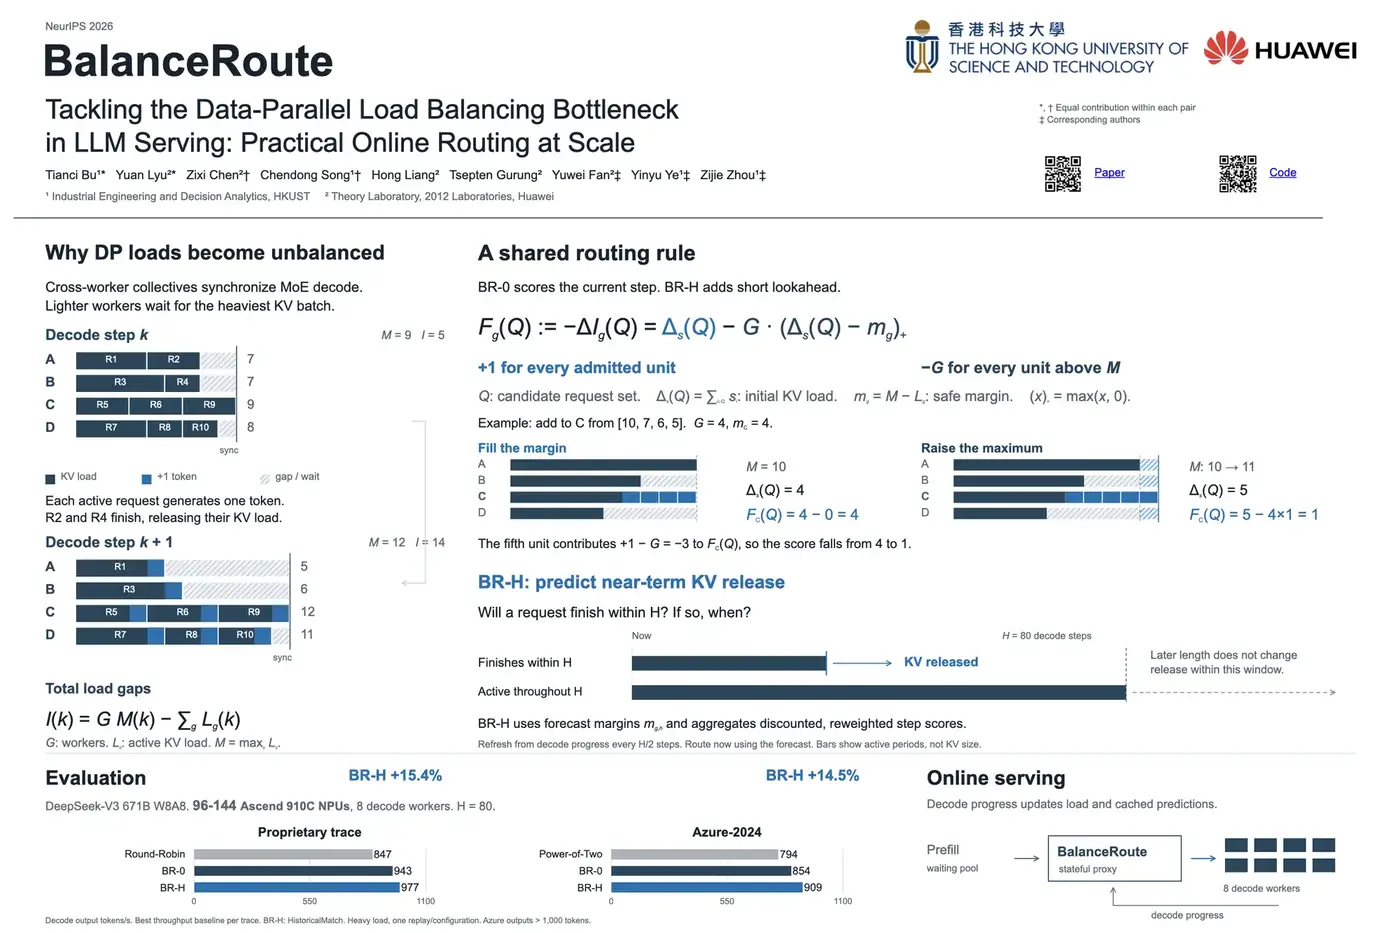 NeurIPS 2026
BalanceRoute
Tackling the Data-Parallel Load Balancing Bottleneck
in LLM Serving: Practical Online Routing at Scale
Tianci Bu¹* Yuan Lyu²* Zixi Chen²† Chendong Song¹† Hong Liang² Tsepten Gurung² Yuwei Fan²‡ Yinyu Ye¹‡ Zijie Zhou¹‡
¹ Industrial Engineering and Decision Analytics, HKUST ² Theory Laboratory, 2012 Laboratories, Huawei
香港科技大學
THE HONG KONG UNIVERSITY OF
SCIENCE AND TECHNOLOGY
HUAWEI
*, † Equal contribution within each pair
‡ Corresponding authors
Paper
Code
Why DP loads become unbalanced
Cross-worker collectives synchronize MoE decode.
Lighter workers wait for the heaviest KV batch.
Decode step k M = 9 I = 5
A R1 R2 7
B R3 R4 7
C R5 R6 R9 9
D R7 R8 R10 8
sync
KV load +1 token gap / wait
Each active request generates one token.
R2 and R4 finish, releasing their KV load.
Decode step k + 1 M = 12 I = 14
A R1 5
B R3 6
C R5 R6 R9 12
D R7 R8 R10 11
sync
Total load gaps
I(k) = G M(k) − ∑g Lg(k)
G: workers. Lg: active KV load. M = maxg Lg.
A shared routing rule
BR-0 scores the current step. BR-H adds short lookahead.
Fg(Q) := −ΔIg(Q) = Δs(Q) − G · (Δs(Q) − mg)+
+1 for every admitted unit
−G for every unit above M
Q: candidate request set. Δs(Q) = ∑i∈Q si: initial KV load. mg = M − Lg: safe margin. (x)+ = max(x, 0).
Example: add to C from [10, 7, 6, 5]. G = 4, mC = 4.
Fill the margin
A
B
C
D
M = 10
Δs(Q) = 4
FC(Q) = 4 − 0 = 4
Raise the maximum
A
B
C
D
M: 10 → 11
Δs(Q) = 5
FC(Q) = 5 − 4×1 = 1
The fifth unit contributes +1 − G = −3 to FC(Q), so the score falls from 4 to 1.
BR-H: predict near-term KV release
Will a request finish within H? If so, when?
Now H = 80 decode steps
Finishes within H KV released
Active throughout H
Later length does not change
release within this window.
BR-H uses forecast margins mg,h and aggregates discounted, reweighted step scores.
Refresh from decode progress every H/2 steps. Route now using the forecast. Bars show active periods, not KV size.
Evaluation BR-H +15.4% BR-H +14.5%
DeepSeek-V3 671B W8A8. 96-144 Ascend 910C NPUs, 8 decode workers. H = 80.
Proprietary trace
Round-Robin 847
BR-0 943
BR-H 977
0 550 1100
Azure-2024
Power-of-Two 794
BR-0 854
BR-H 909
0 550 1100
Decode output tokens/s. Best throughput baseline per trace. BR-H: HistoricalMatch. Heavy load, one replay/configuration. Azure outputs > 1,000 tokens.
Online serving
Decode progress updates load and cached predictions.
Prefill
waiting pool
BalanceRoute
stateful proxy
8 decode workers
decode progress